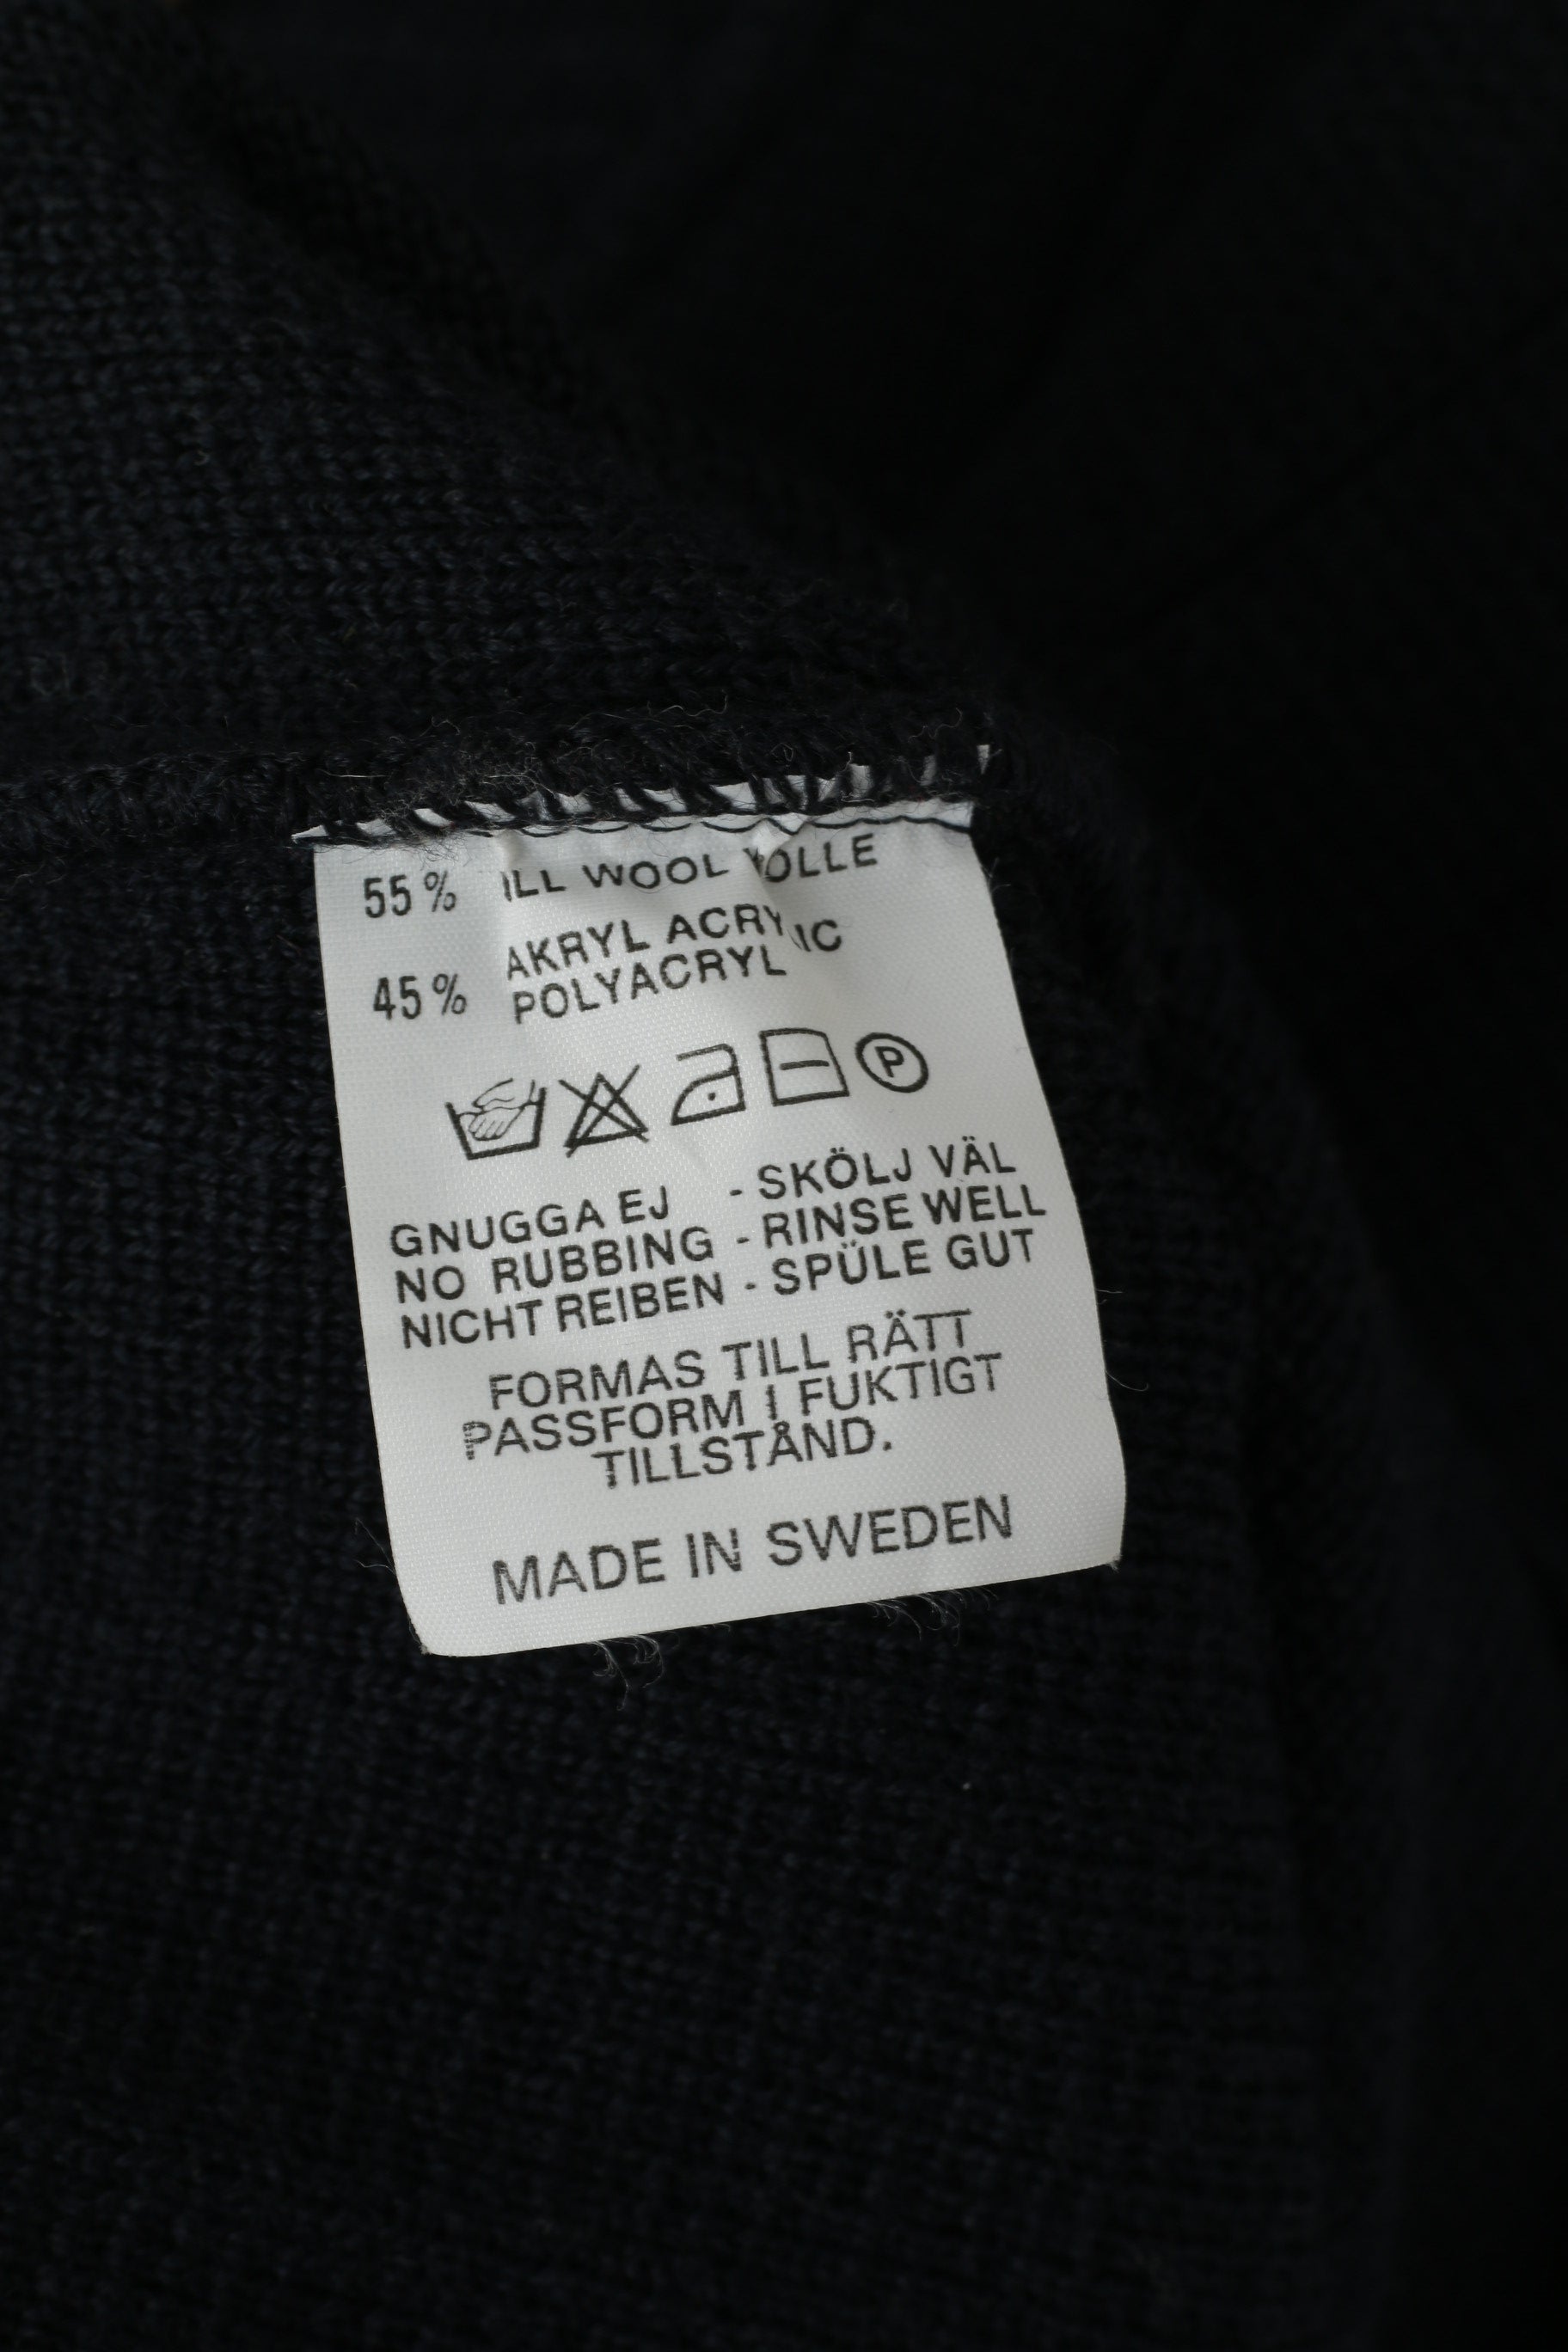 55% ULL WOOL WOLLE
45% AKRYL ACRYLIC
POLYACRYL
P
GNUGGA EJ - SKÖLJ VÄL
NO RUBBING - RINSE WELL
NICHT REIBEN - SPÜLE GUT
FORMAS TILL RÄTT
PASSFORM I FUKTIGT
TILLSTÅND.
MADE IN SWEDEN